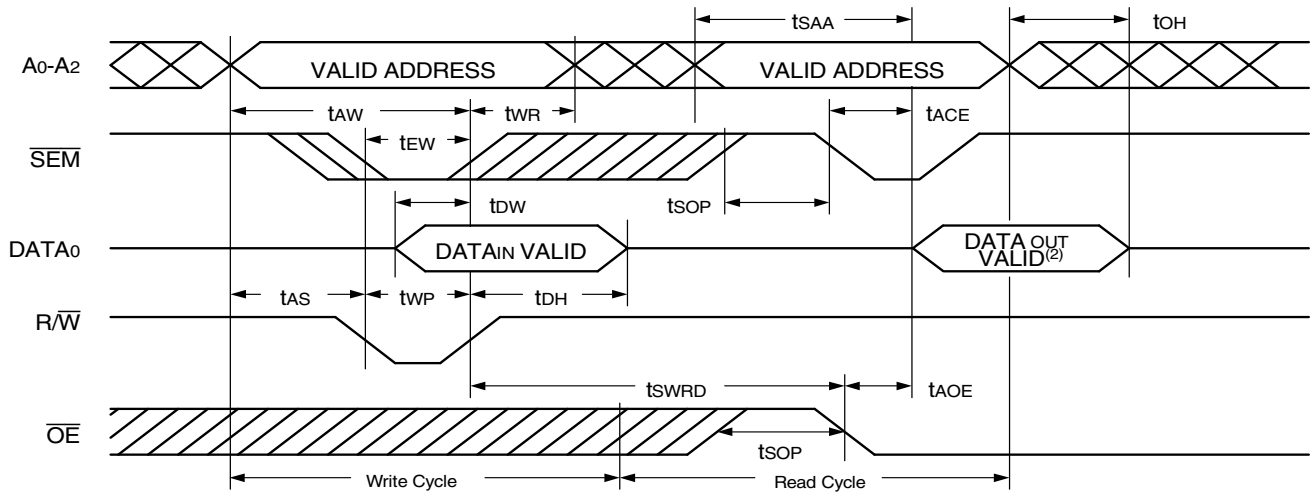 tSAA
tOH
A0-A2
VALID ADDRESS
VALID ADDRESS
tAW
tWR
tACE
tEW
SEM
tDW
tSOP
DATA0
DATAIN VALID
DATA OUT
VALID(2)
tAS
tWP
tDH
R/W
tSWRD
tAOE
OE
tSOP
Write Cycle
Read Cycle